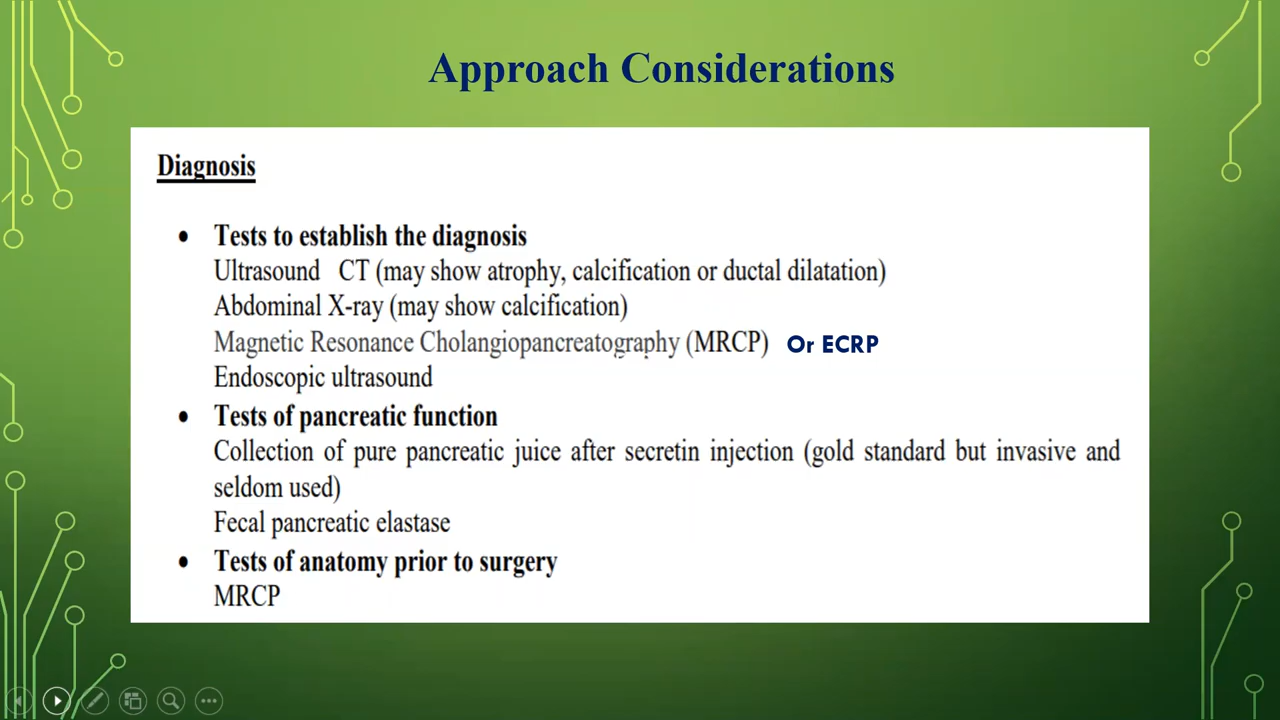 Approach Considerations
Diagnosis
• Tests to establish the diagnosis
Ultrasound CT (may show atrophy, calcification or ductal dilatation)
Abdominal X-ray (may show calcification)
Magnetic Resonance Cholangiopancreatography (MRCP) Or ECRP
Endoscopic ultrasound
• Tests of pancreatic function
Collection of pure pancreatic juice after secretin injection (gold standard but invasive and
seldom used)
Fecal pancreatic elastase
• Tests of anatomy prior to surgery
MRCP